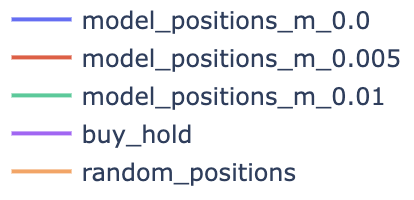 model_positions_m_0.0
model_positions_m_0.005
model_positions_m_0.01
buy_hold
random_positions